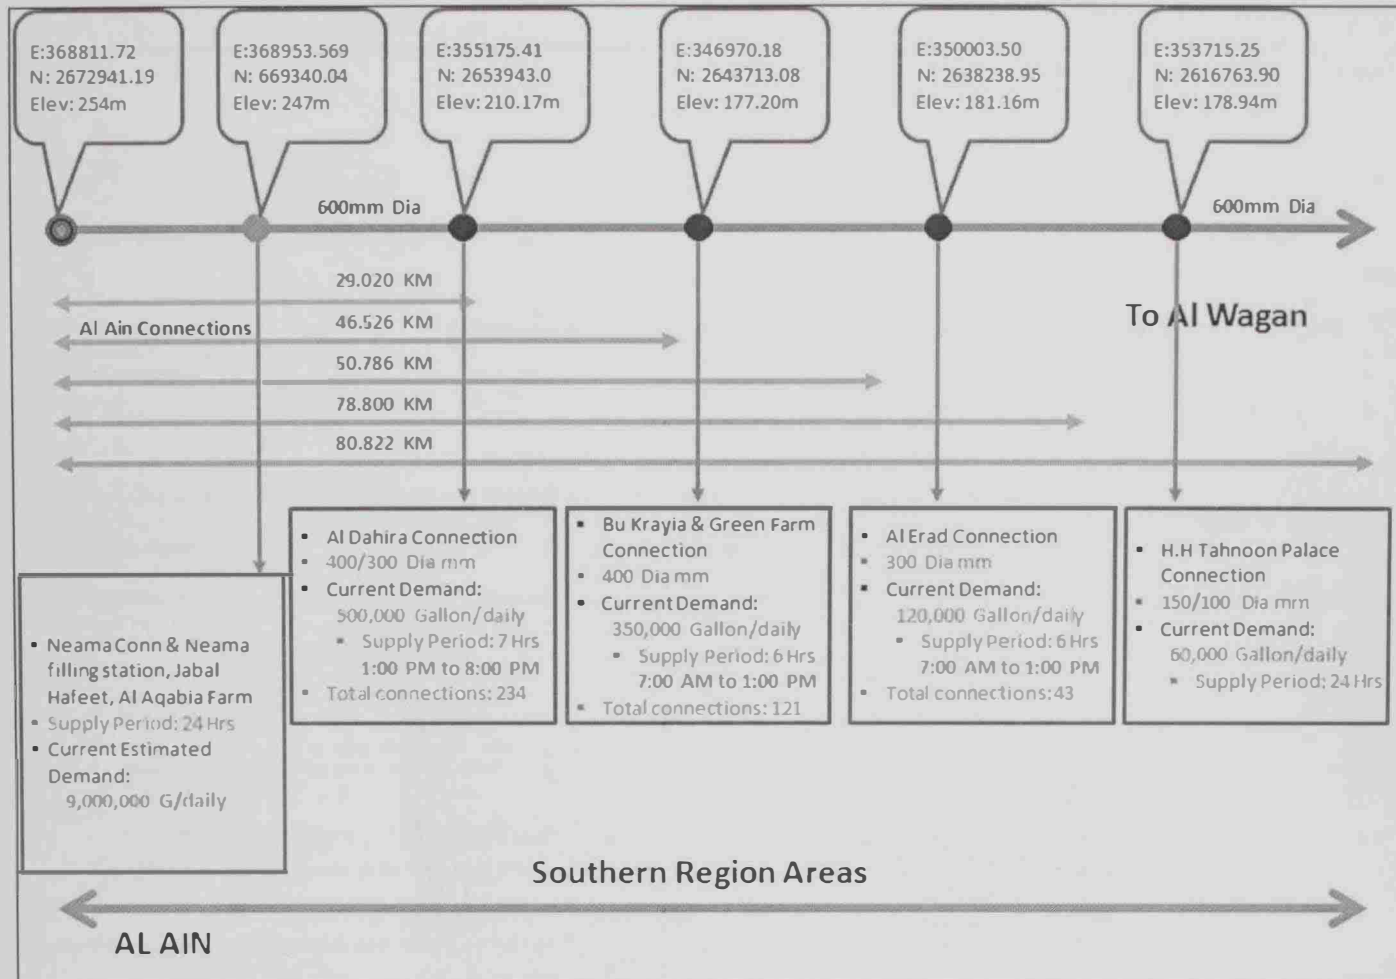 E:368811.72
N: 2672941.19
Elev: 254m
E:368953.569
N: 669340.04
Elev: 247m
E:355175.41
N: 2653943.0
Elev: 210.17m
E:346970.18
N: 2643713.08
Elev: 177.20m
E:350003.50
N: 2638238.95
Elev: 181.16m
E:353715.25
N: 2616763.90
Elev: 178.94m
600mm Dia
600mm Dia
29.020 KM
Al Ain Connections
46.526 KM
50.786 KM
78.800 KM
80.822 KM
To Al Wagan
▪ Neama Conn & Neama
filling station, Jabal
Hafeet, Al Aqabia Farm
▪ Supply Period: 24 Hrs
▪ Current Estimated
Demand:
9,000,000 G/daily
▪ Al Dahira Connection
▪ 400/300 Dia mm
▪ Current Demand:
500,000 Gallon/daily
▪ Supply Period: 7 Hrs
1:00 PM to 8:00 PM
▪ Total connections: 234
▪ Bu Krayia & Green Farm
Connection
▪ 400 Dia mm
▪ Current Demand:
350,000 Gallon/daily
▪ Supply Period: 6 Hrs
7:00 AM to 1:00 PM
▪ Total connections: 121
▪ Al Erad Connection
▪ 300 Dia mm
▪ Current Demand:
120,000 Gallon/daily
▪ Supply Period: 6 Hrs
7:00 AM to 1:00 PM
▪ Total connections: 43
▪ H.H Tahnoon Palace
Connection
▪ 150/100 Dia mm
▪ Current Demand:
60,000 Gallon/daily
▪ Supply Period: 24 Hrs
Southern Region Areas
AL AIN